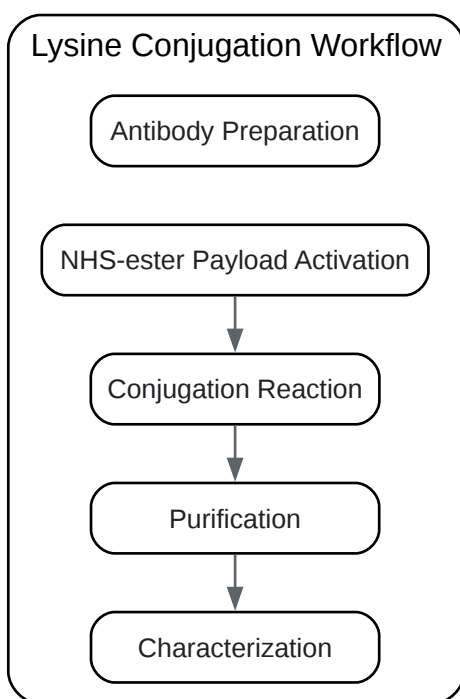 Lysine Conjugation Workflow
Antibody Preparation
NHS-ester Payload Activation
Conjugation Reaction
Purification
Characterization